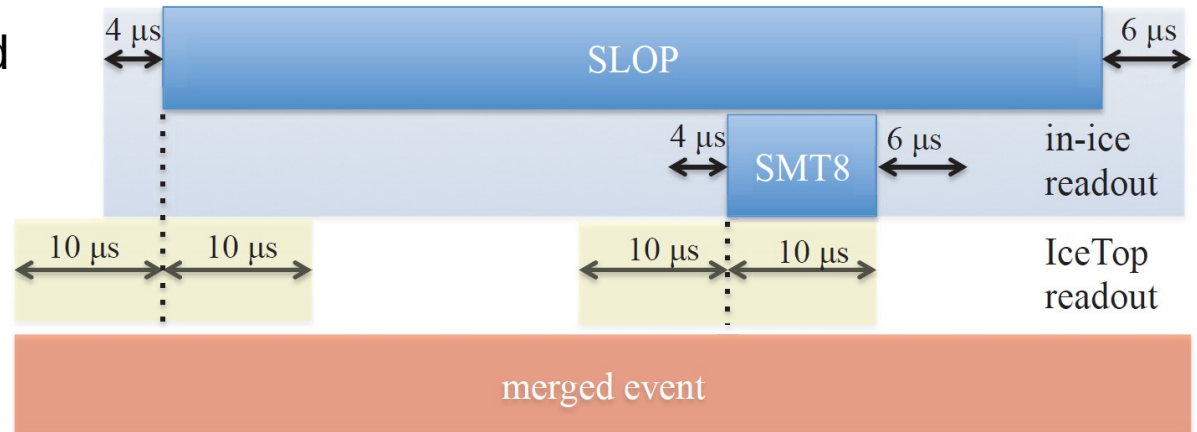 d
4 μs
6 μs
SLOP
4 μs
6 μs
SMT8
in-ice
readout
10 μs
10 μs
10 μs
10 μs
IceTop
readout
merged event